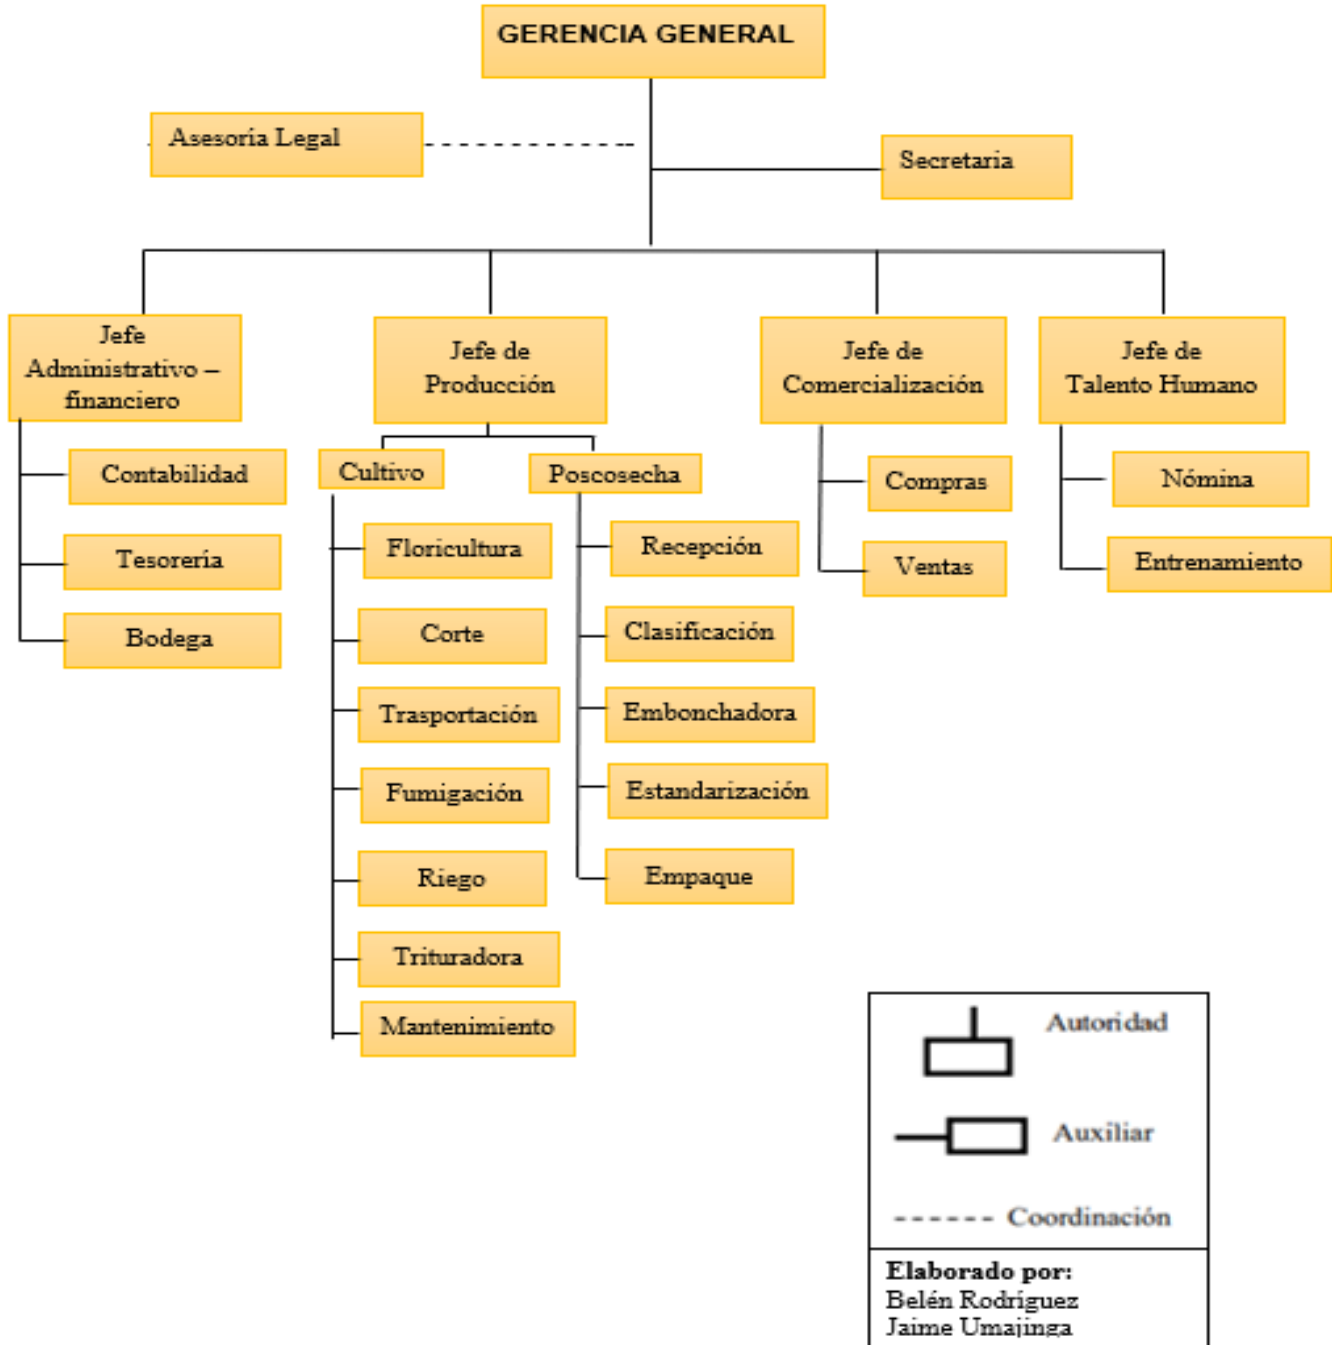 GERENCIA GENERAL
Asesoría Legal
Secretaria
Jefe
Administrativo –
financiero
Jefe de
Producción
Jefe de
Comercialización
Jefe de
Talento Humano
Contabilidad
Tesorería
Bodega
Cultivo
Poscosecha
Floricultura
Corte
Trasportación
Fumigación
Riego
Trituradora
Mantenimiento
Recepción
Clasificación
Embonchadora
Estandarización
Empaque
Compras
Ventas
Nómina
Entrenamiento
Autoridad
Auxiliar
Coordinación
Elaborado por:
Belén Rodríguez
Jaime Umajinga